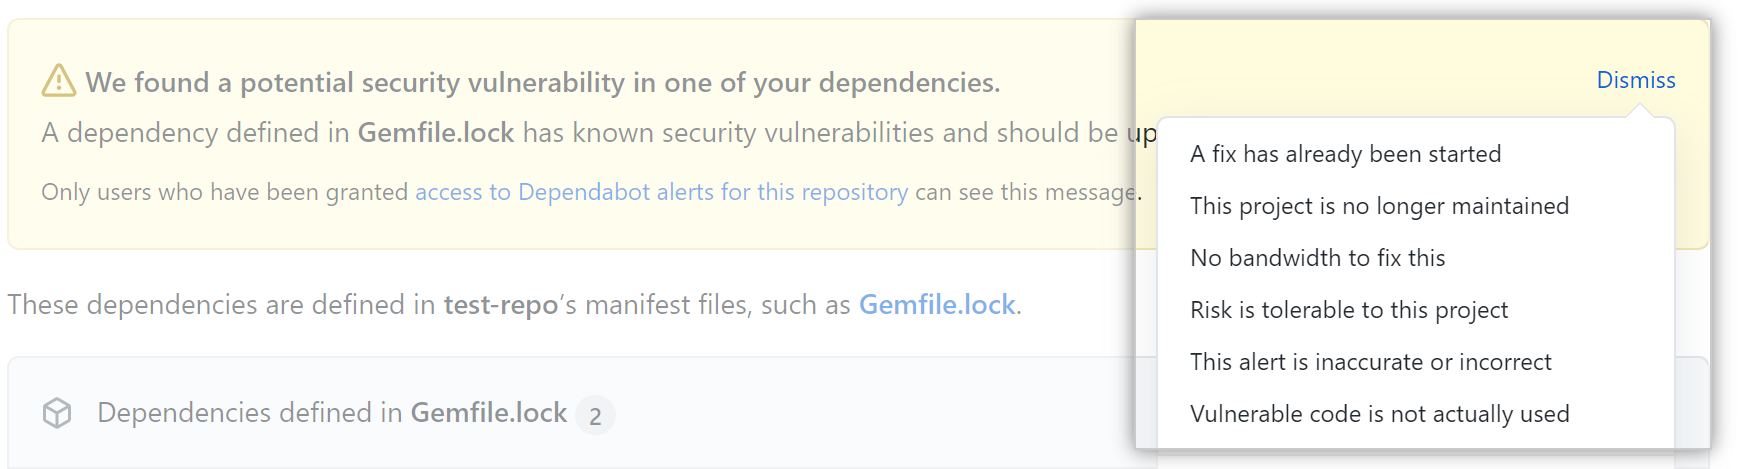 We found a potential security vulnerability in one of your dependencies.
Dismiss
A dependency defined in Gemfile.lock has known security vulnerabilities and should be up
Only users who have been granted access to Dependabot alerts for this repository can see this message.
A fix has already been started
This project is no longer maintained
No bandwidth to fix this
Risk is tolerable to this project
This alert is inaccurate or incorrect
Vulnerable code is not actually used
These dependencies are defined in test-repo’s manifest files, such as Gemfile.lock.
Dependencies defined in Gemfile.lock 2